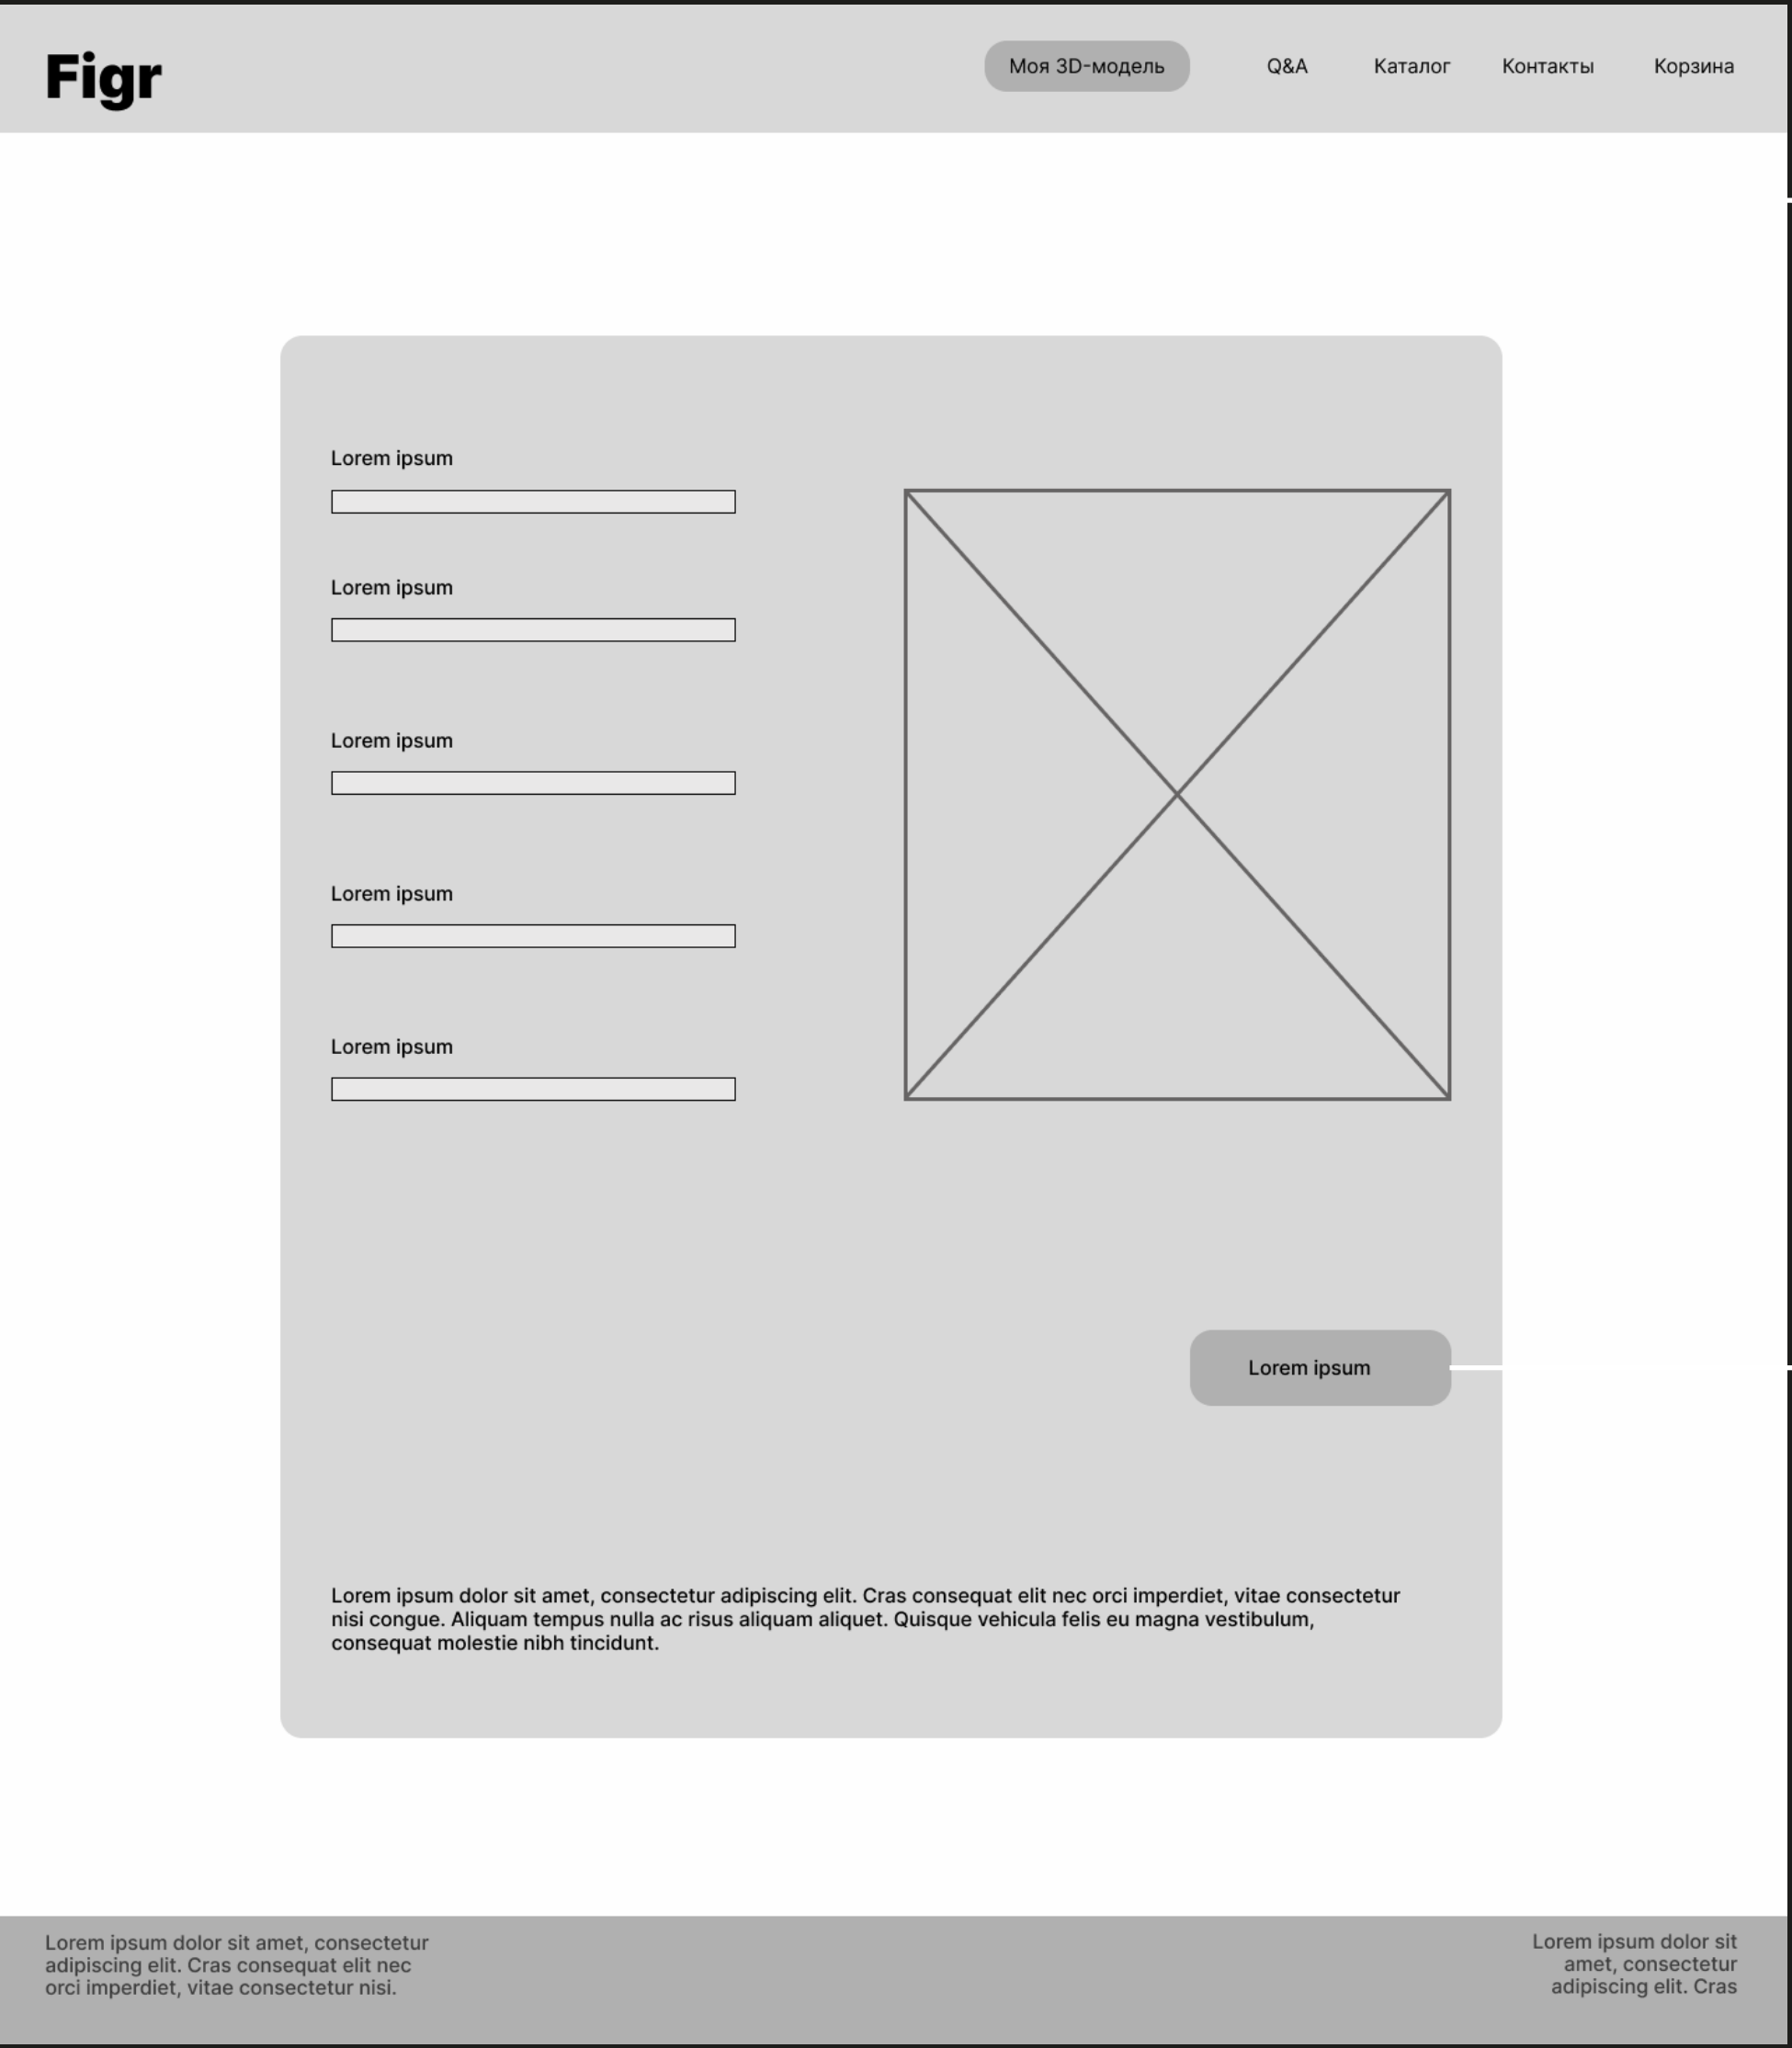 Figr
Моя 3D-модель
Q&A
Каталог
Контакты
Корзина
Lorem ipsum
Lorem ipsum
Lorem ipsum
Lorem ipsum
Lorem ipsum
Lorem ipsum
Lorem ipsum dolor sit amet, consectetur adipiscing elit. Cras consequat elit nec orci imperdiet, vitae consectetur
nisi congue. Aliquam tempus nulla ac risus aliquam aliquet. Quisque vehicula felis eu magna vestibulum,
consequat molestie nibh tincidunt.
Lorem ipsum dolor sit amet, consectetur
adipiscing elit. Cras consequat elit nec
orci imperdiet, vitae consectetur nisi.
Lorem ipsum dolor sit
amet, consectetur
adipiscing elit. Cras